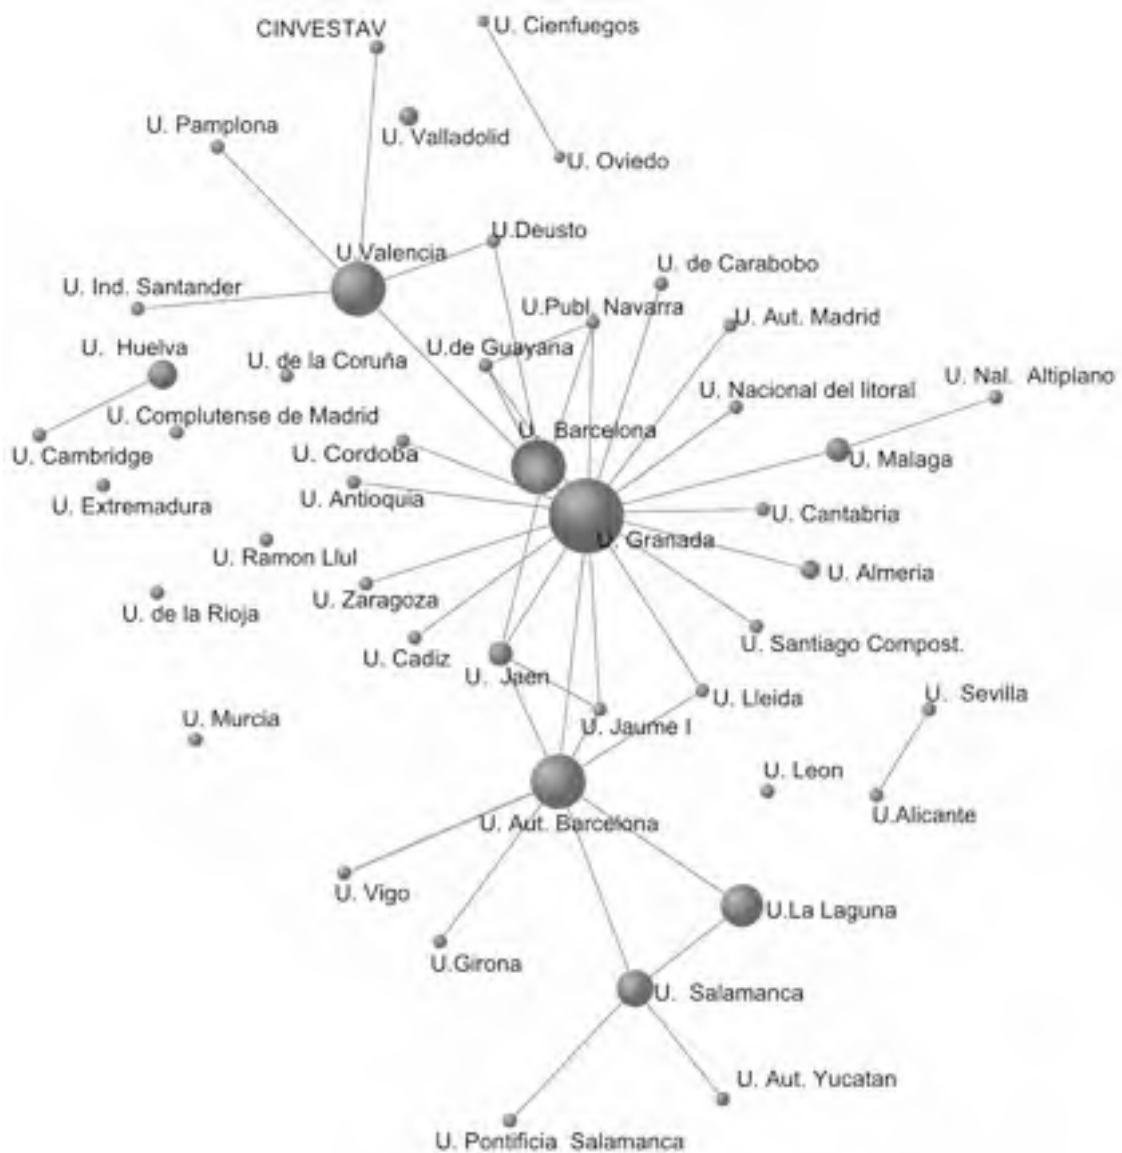 CINVESTAV
U. Cienfuegos
U. Pamplona
U. Valladolid
U. Oviedo
U.Deusto
U.Valencia
U. de Carabobo
U. Ind. Santander
U.Publ. Navarra
U. Aut. Madrid
U. Huelva
U. de la Coruña
U.de Guayana
U. Nacional del litoral
U. Nal. Altiplano
U. Complutense de Madrid
U. Barcelona
U. Cambridge
U. Cordoba
U. Malaga
U. Extremadura
U. Antioquia
U. Cantabria
U. Granada
U. Ramon Llul
U. Almeria
U. de la Rioja
U. Zaragoza
U. Cadiz
U. Santiago Compost.
U. Jaen
U. Lleida
U. Sevilla
U. Murcia
U. Jaume I
U. Leon
U. Aut. Barcelona
U.Alicante
U. Vigo
U.La Laguna
U.Girona
U. Salamanca
U. Aut. Yucatan
U. Pontificia Salamanca